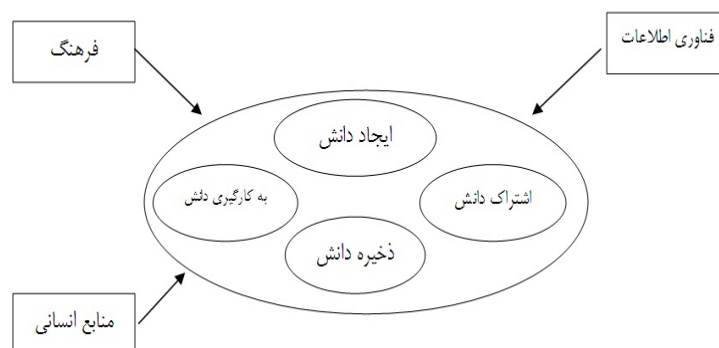 فناوری اطلاعات
فرهنگ
ایجاد دانش
اشتراک دانش
به کارگیری دانش
ذخیره دانش
منابع انسانی